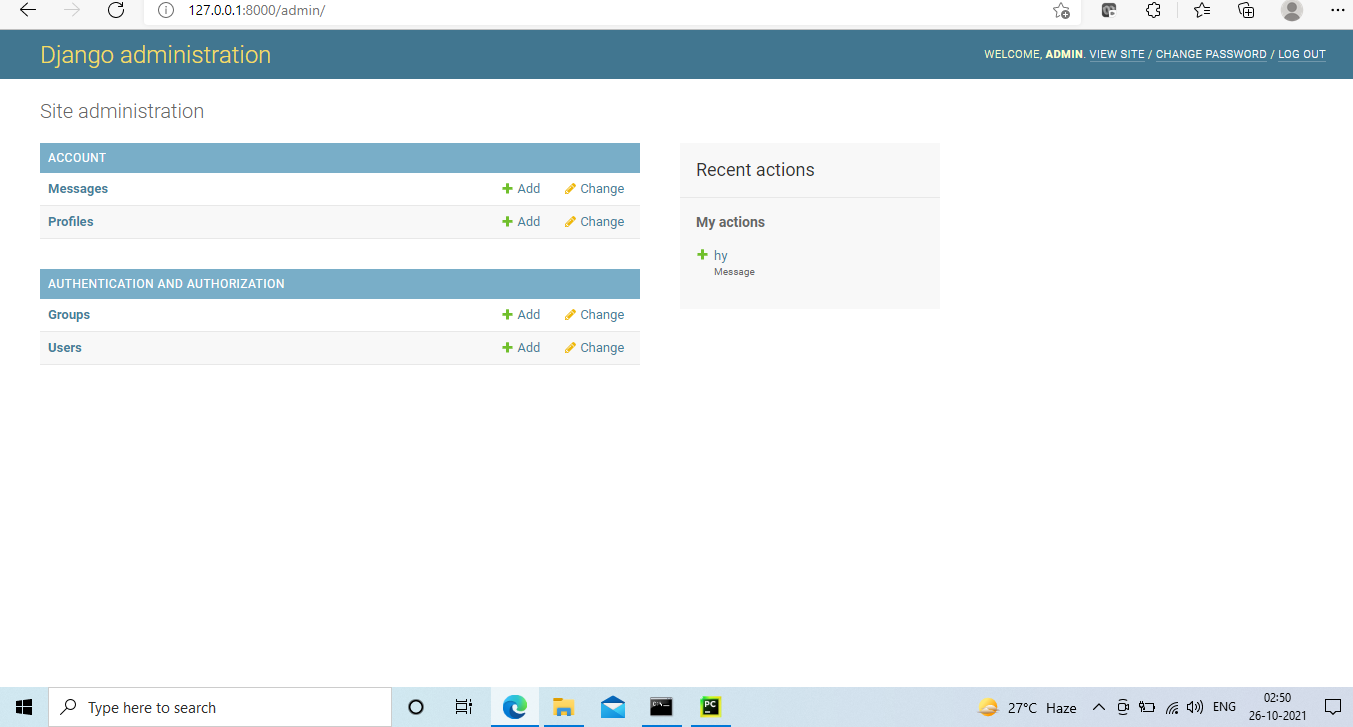 127.0.0.1:8000/admin/
Django administration
WELCOME, ADMIN. VIEW SITE / CHANGE PASSWORD / LOG OUT
Site administration
ACCOUNT
Messages Add Change
Profiles Add Change
AUTHENTICATION AND AUTHORIZATION
Groups Add Change
Users Add Change
Recent actions
My actions
hy
Message
Type here to search
PC
27°C Haze
ENG
02:50
26-10-2021